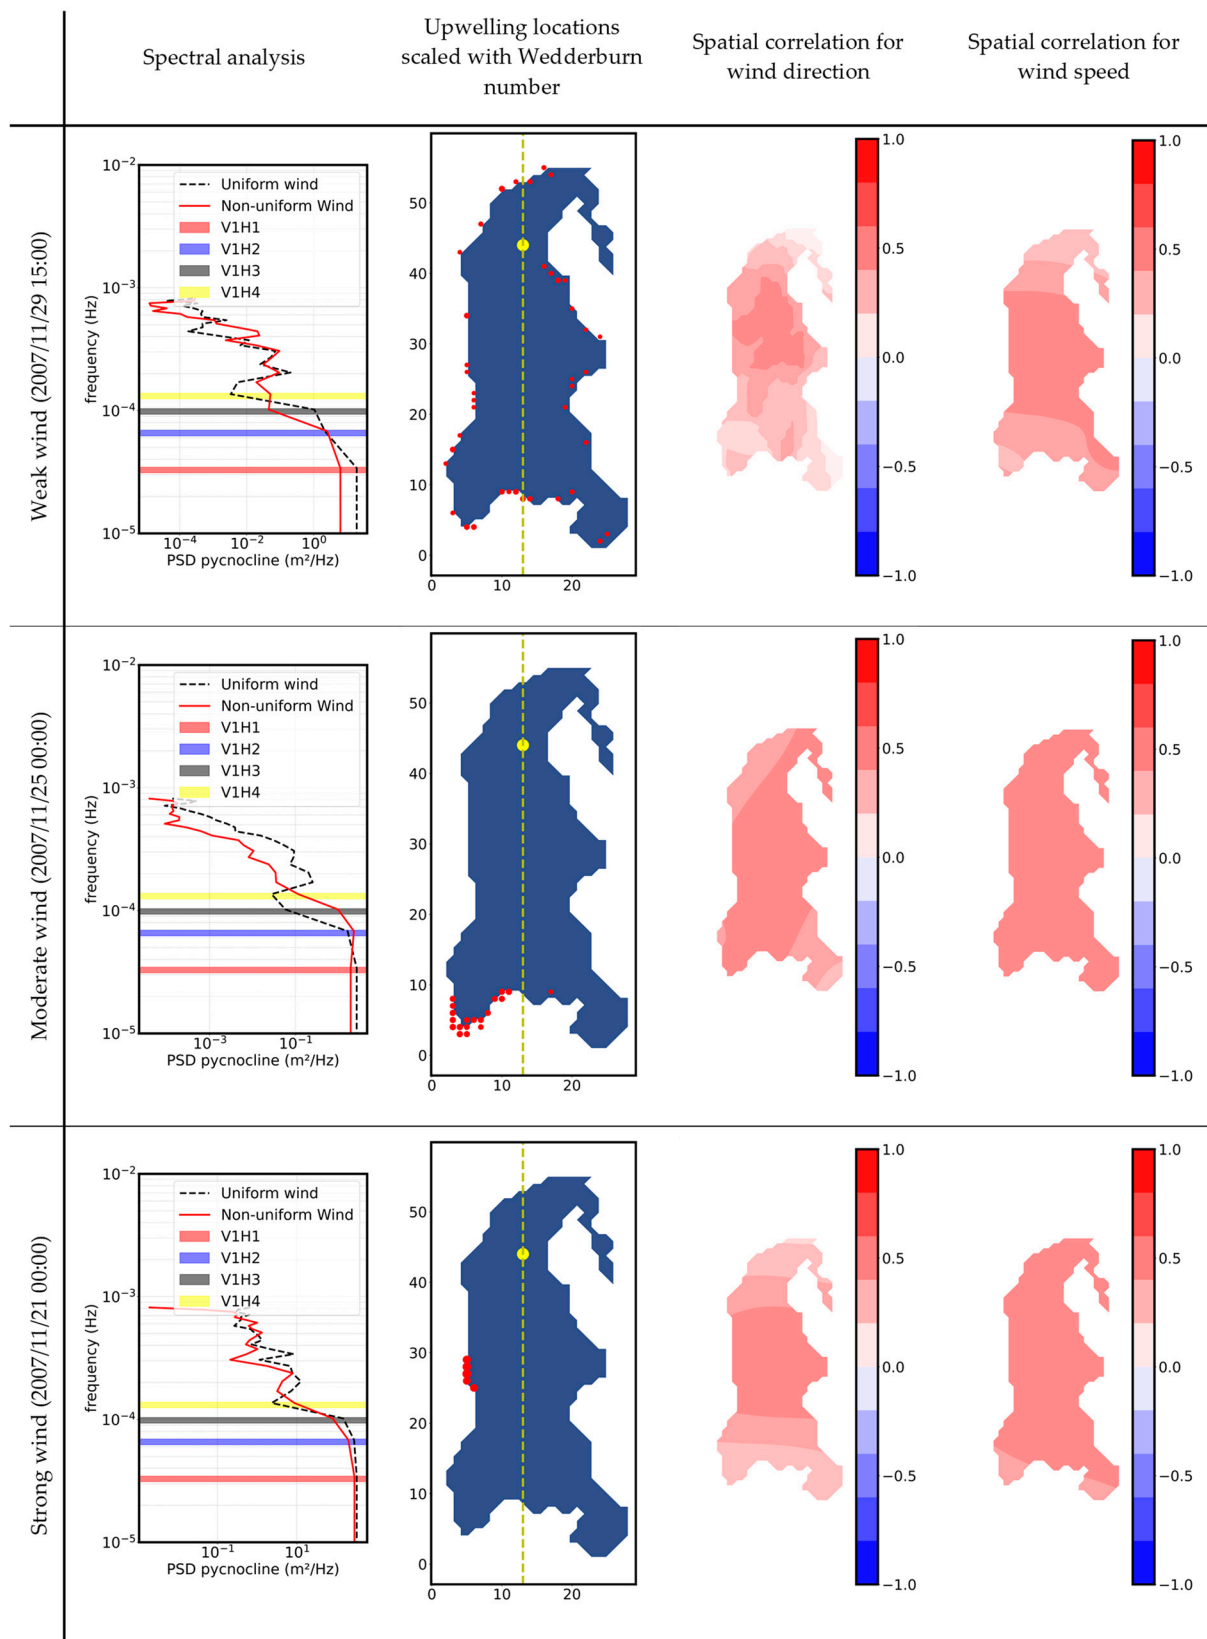 Spectral analysis
Upwelling locations
scaled with Wedderburn
number
Spatial correlation for
wind direction
Spatial correlation for
wind speed
Weak wind (2007/11/29 15:00)
frequency (Hz)
10⁻²
10⁻³
10⁻⁴
10⁻⁵
Uniform wind
Non-uniform Wind
V1H1
V1H2
V1H3
V1H4
10⁻⁴ 10⁻² 10⁰
PSD pycnocline (m²/Hz)
50
40
30
20
10
0
0 10 20
1.0
0.5
0.0
−0.5
−1.0
1.0
0.5
0.0
−0.5
−1.0
Moderate wind (2007/11/25 00:00)
frequency (Hz)
10⁻²
10⁻³
10⁻⁴
10⁻⁵
Uniform wind
Non-uniform Wind
V1H1
V1H2
V1H3
V1H4
10⁻³ 10⁻¹
PSD pycnocline (m²/Hz)
50
40
30
20
10
0
0 10 20
1.0
0.5
0.0
−0.5
−1.0
1.0
0.5
0.0
−0.5
−1.0
Strong wind (2007/11/21 00:00)
frequency (Hz)
10⁻²
10⁻³
10⁻⁴
10⁻⁵
Uniform wind
Non-uniform Wind
V1H1
V1H2
V1H3
V1H4
10⁻¹ 10¹
PSD pycnocline (m²/Hz)
50
40
30
20
10
0
0 10 20
1.0
0.5
0.0
−0.5
−1.0
1.0
0.5
0.0
−0.5
−1.0